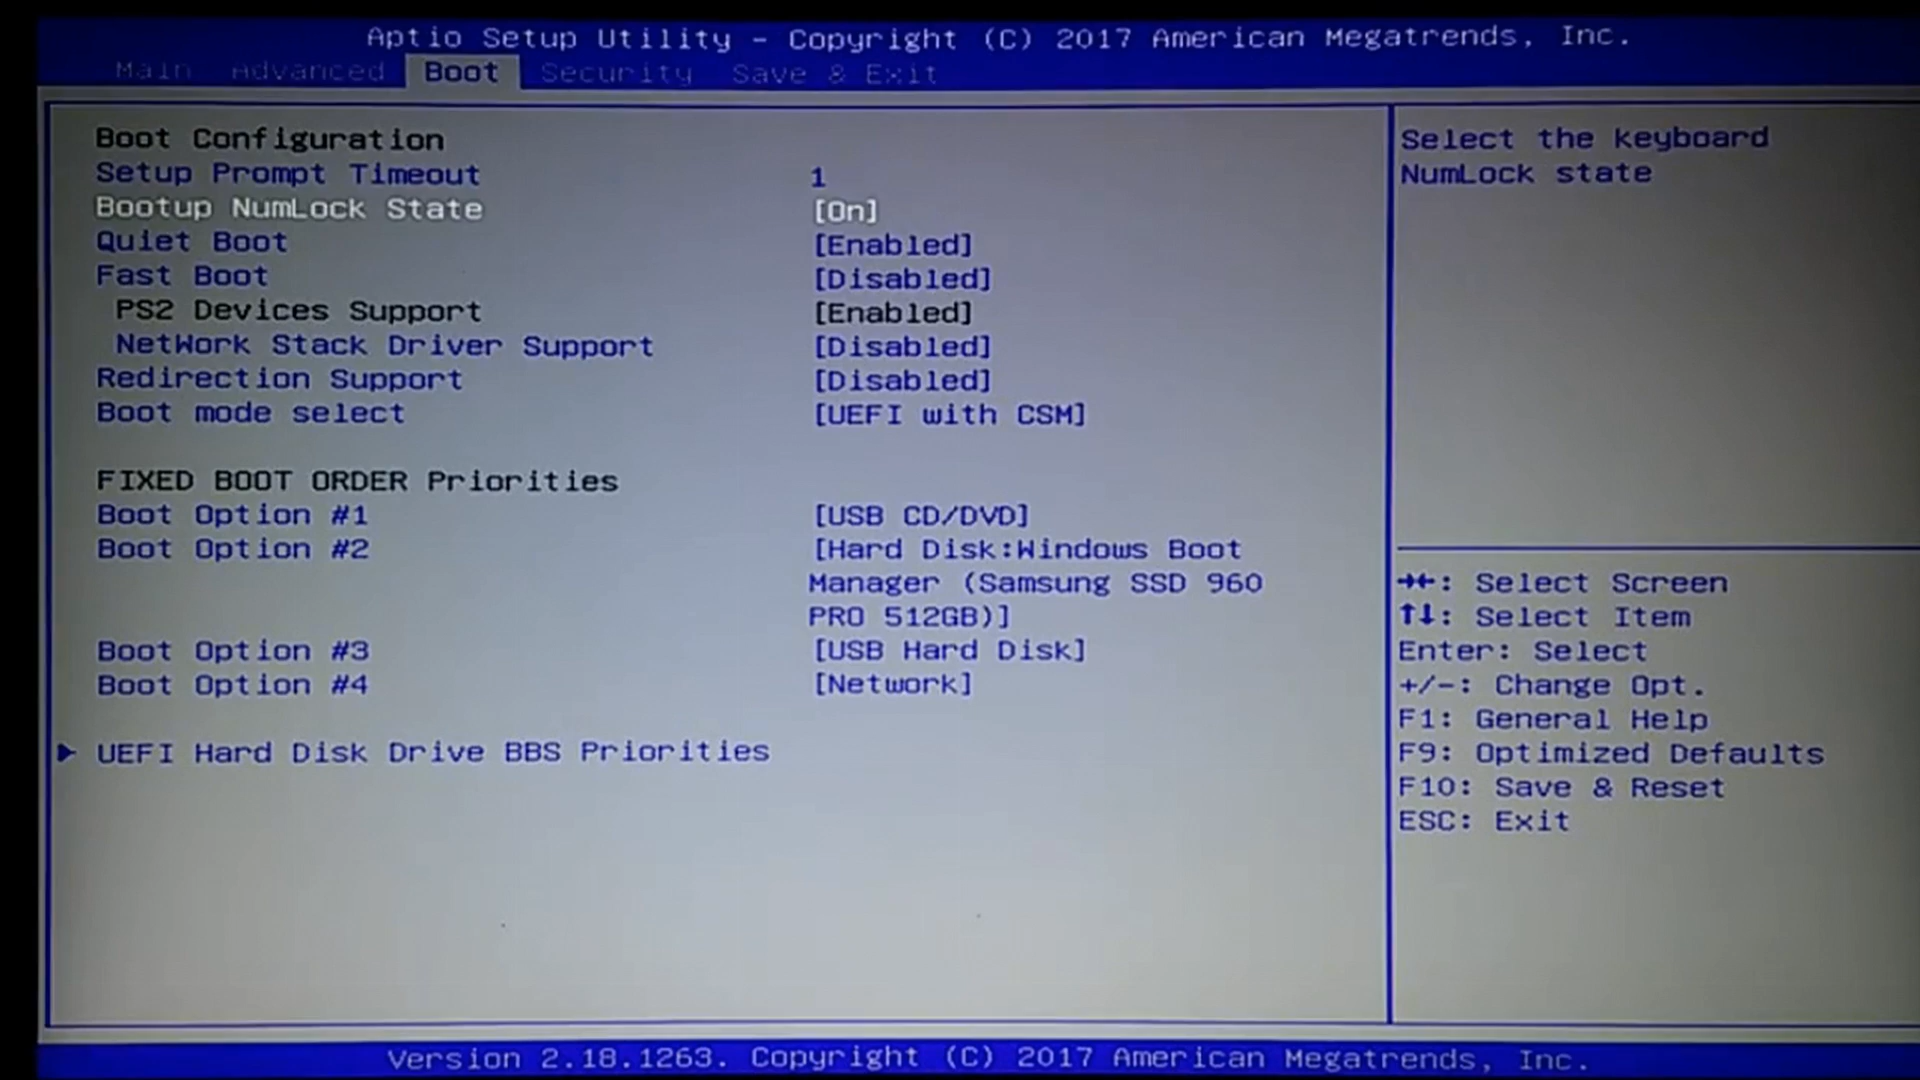 Aptio Setup Utility - Copyright (C) 2017 American Megatrends, Inc.
Main Advanced Boot Security Save & Exit
Boot Configuration
Setup Prompt Timeout 1
Bootup NumLock State [On]
Quiet Boot [Enabled]
Fast Boot [Disabled]
PS2 Devices Support [Enabled]
NetWork Stack Driver Support [Disabled]
Redirection Support [Disabled]
Boot mode select [UEFI with CSM]
FIXED BOOT ORDER Priorities
Boot Option #1 [USB CD/DVD]
Boot Option #2 [Hard Disk:Windows Boot
Manager (Samsung SSD 960
PRO 512GB)]
Boot Option #3 [USB Hard Disk]
Boot Option #4 [Network]
UEFI Hard Disk Drive BBS Priorities
Select the keyboard
NumLock state
→←: Select Screen
↑↓: Select Item
Enter: Select
+/-: Change Opt.
F1: General Help
F9: Optimized Defaults
F10: Save & Reset
ESC: Exit
Version 2.18.1263. Copyright (C) 2017 American Megatrends, Inc.